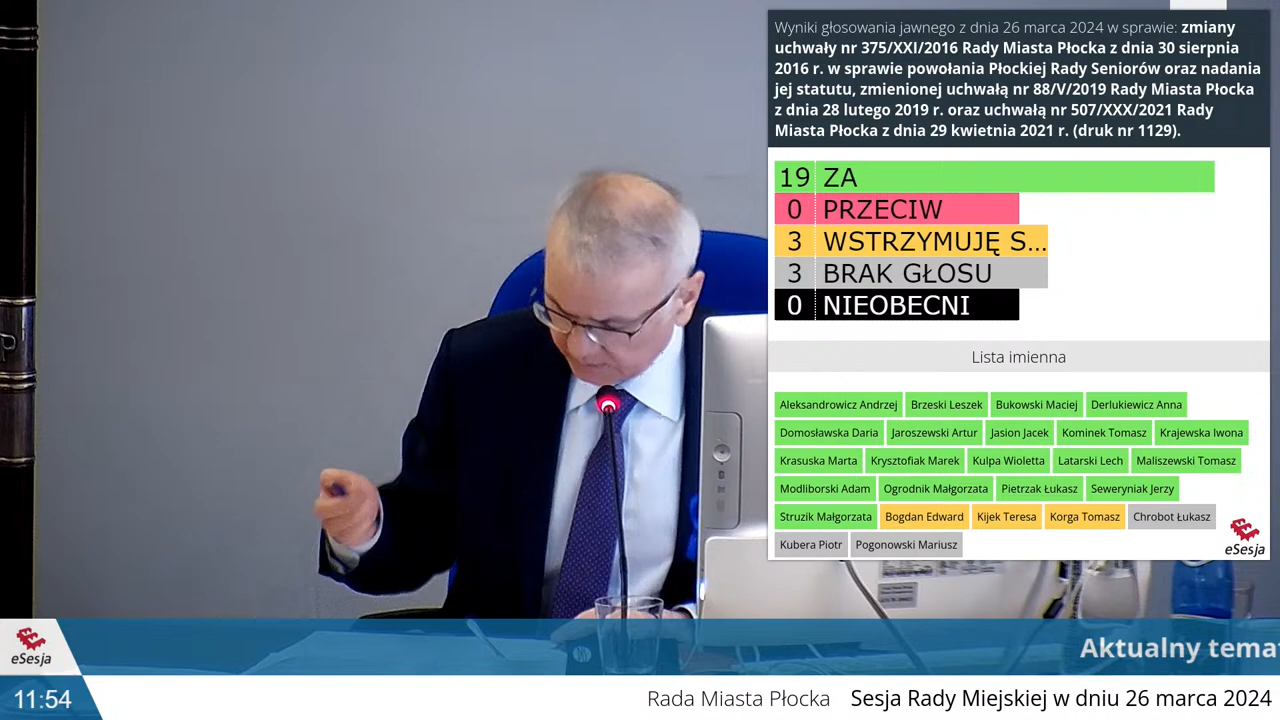 Wyniki głosowania jawnego z dnia 26 marca 2024 w sprawie: zmiany
uchwały nr 375/XXI/2016 Rady Miasta Płocka z dnia 30 sierpnia
2016 r. w sprawie powołania Płockiej Rady Seniorów oraz nadania
jej statutu, zmienionej uchwałą nr 88/V/2019 Rady Miasta Płocka
z dnia 28 lutego 2019 r. oraz uchwałą nr 507/XXX/2021 Rady
Miasta Płocka z dnia 29 kwietnia 2021 r. (druk nr 1129).
19 ZA
0 PRZECIW
3 WSTRZYMUJĘ S...
3 BRAK GŁOSU
0 NIEOBECNI
Lista imienna
Aleksandrowicz Andrzej Brzeski Leszek Bukowski Maciej Derlukiewicz Anna
Domosławska Daria Jaroszewski Artur Jasion Jacek Kominek Tomasz Krajewska Iwona
Krasuska Marta Krysztofiak Marek Kulpa Wioletta Latarski Lech Maliszewski Tomasz
Modliborski Adam Ogrodnik Małgorzata Pietrzak Łukasz Seweryniak Jerzy
Struzik Małgorzata Bogdan Edward Kijek Teresa Korga Tomasz Chrobot Łukasz
Kubera Piotr Pogonowski Mariusz
eSesja
P
Aktualny tema
eSesja
11:54
Rada Miasta Płocka Sesja Rady Miejskiej w dniu 26 marca 2024